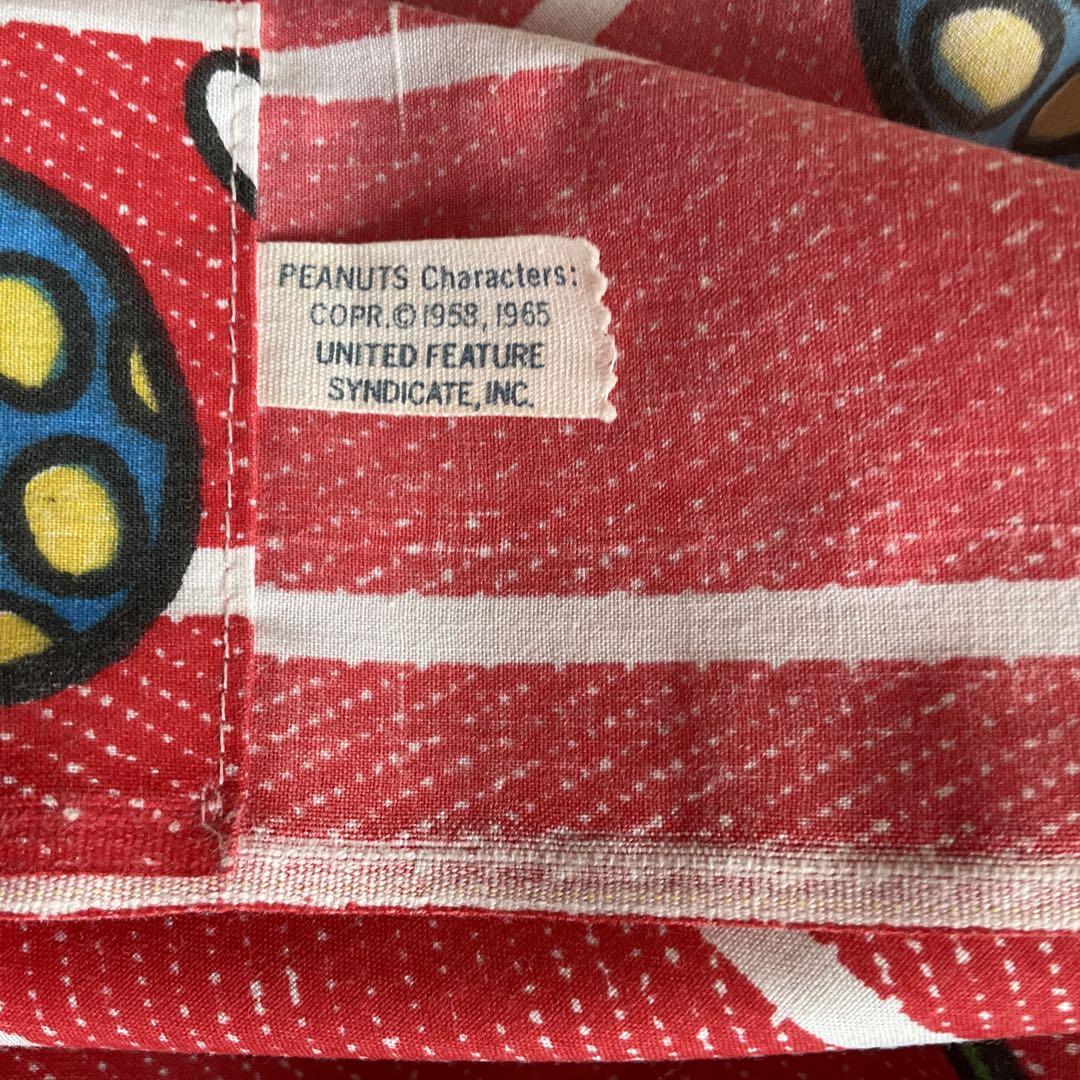 PEANUTS Characters:
COPR.© 1958, 1965
UNITED FEATURE
SYNDICATE, INC.